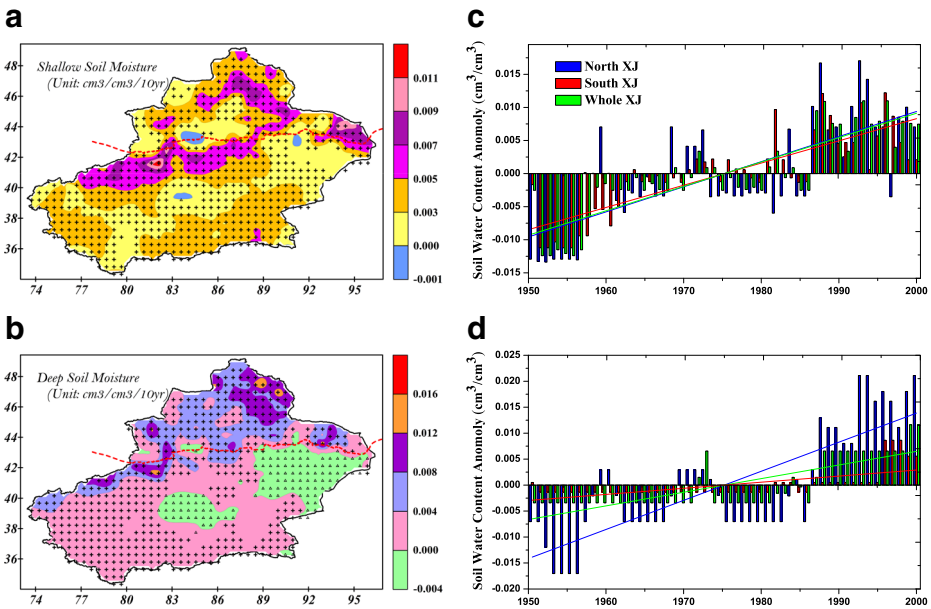 a
Shallow Soil Moisture
(Unit: cm3/cm3/10yr)
48
46
44
42
40
38
36
74 77 80 83 86 89 92 95
0.011
0.009
0.007
0.005
0.003
0.000
-0.001
b
Deep Soil Moisture
(Unit: cm3/cm3/10yr)
48
46
44
42
40
38
36
74 77 80 83 86 89 92 95
0.016
0.012
0.008
0.004
0.000
-0.004
c
Soil Water Content Anomoly (cm3/cm3)
0.015
0.010
0.005
0.000
-0.005
-0.010
-0.015
North XJ
South XJ
Whole XJ
1950 1960 1970 1980 1990 2000
d
Soil Water Content Anomoly (cm3/cm3)
0.025
0.020
0.015
0.010
0.005
0.000
-0.005
-0.010
-0.015
-0.020
1950 1960 1970 1980 1990 2000